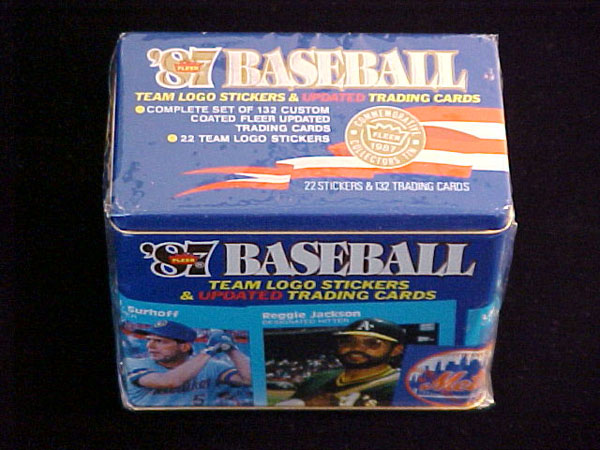 '87 BASEBALL
FLEER
TEAM LOGO STICKERS & UPDATED TRADING CARDS
COMPLETE SET OF 132 CUSTOM
COATED FLEER UPDATED
TRADING CARDS
22 TEAM LOGO STICKERS
COMMEMORATIVE
FLEER
1987
COLLECTORS TIN
22 STICKERS & 132 TRADING CARDS
'87 BASEBALL
FLEER
TEAM LOGO STICKERS
& UPDATED TRADING CARDS
Surhoff
Reggie Jackson
DESIGNATED HITTER
A's
5
Mets